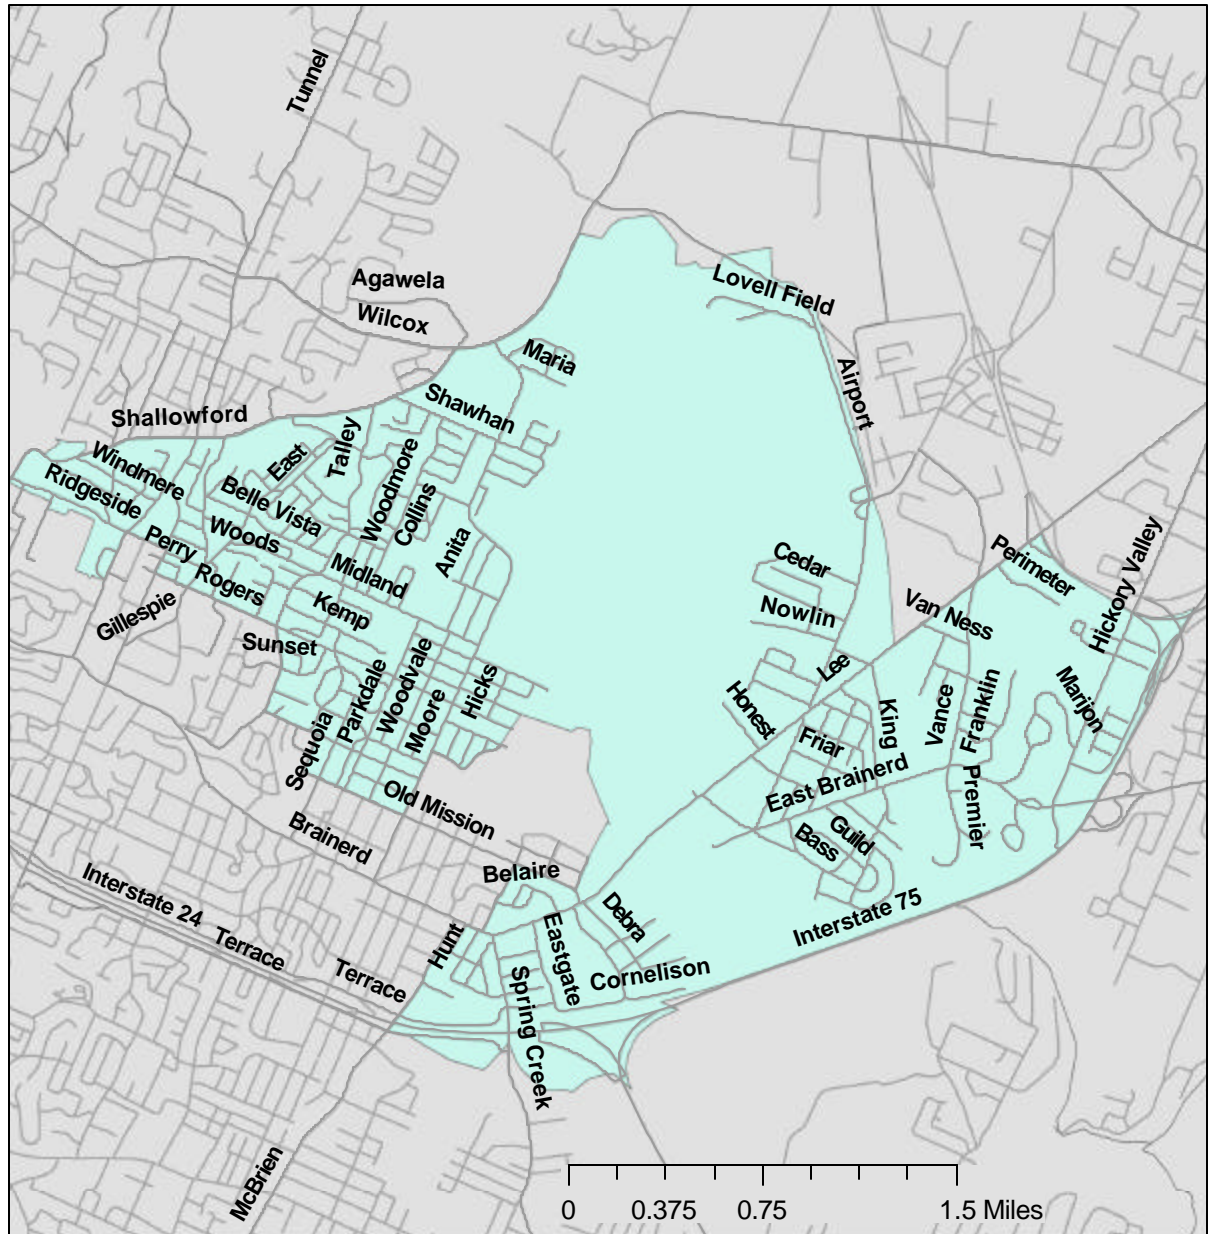 Tunnel
Agawela
Wilcox
Lovell Field
Maria
Airport
Shawhan
Shallowford
Talley
East
Windmere
Woodmore
Ridgeside
Belle Vista
Collins
Hickory Valley
Woods
Perry
Anita
Cedar
Perimeter
Midland
Rogers
Nowlin
Van Ness
Kemp
Gillespie
Sunset
Lee
Woodvale
Parkdale
Hicks
Marijon
Moore
Honest
King
Vance
Franklin
Sequoia
Friar
East Brainerd
Premier
Old Mission
Brainerd
Guild
Bass
Belaire
Interstate 24
Debra
Interstate 75
Terrace
Hunt
Eastgate
Terrace
Cornelison
Spring Creek
McBrien
0 0.375 0.75 1.5 Miles